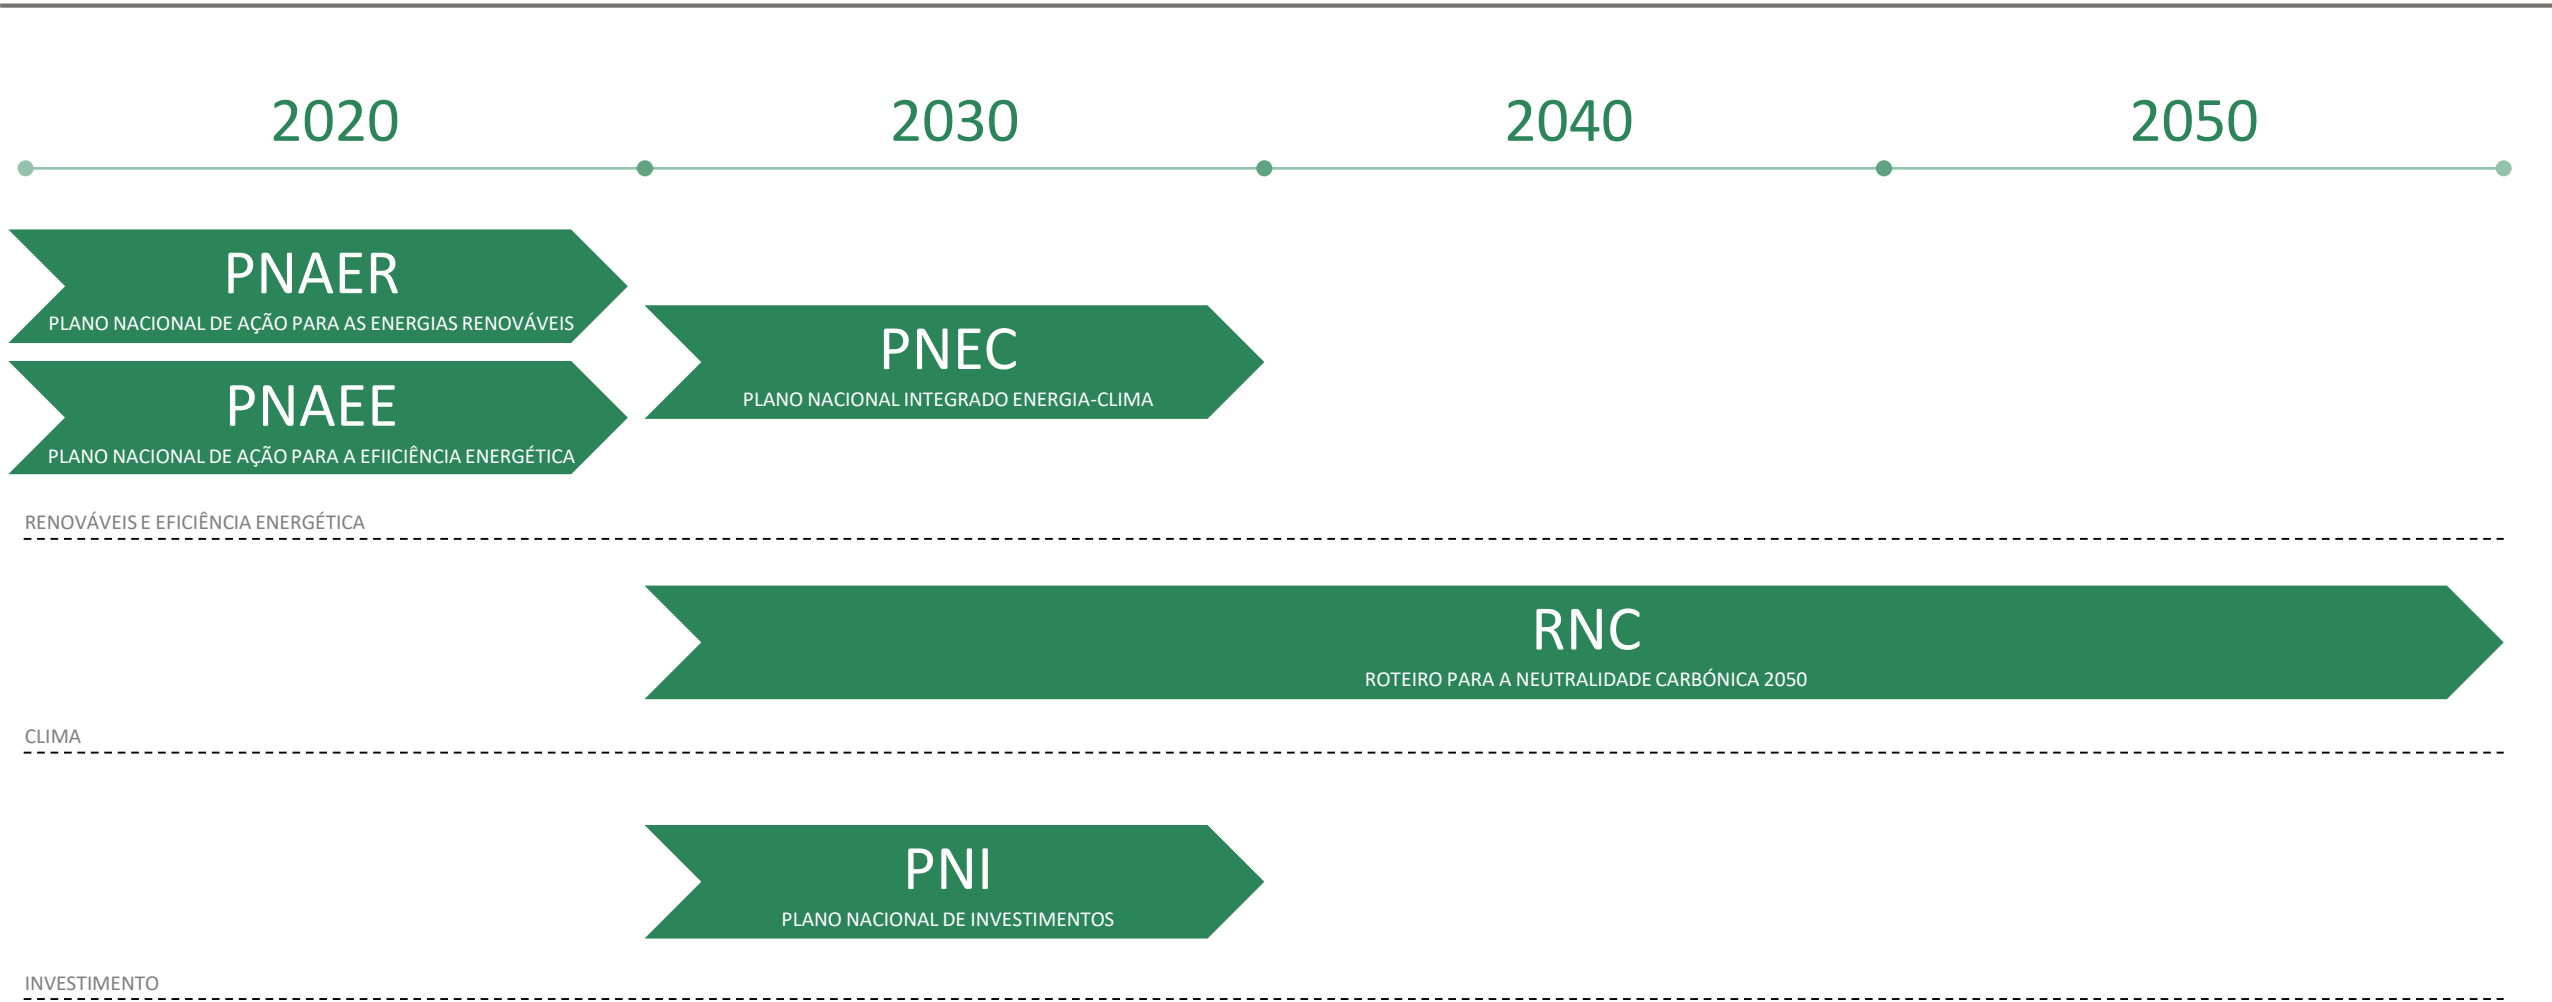 2020
2030
2040
2050
PNAER
PLANO NACIONAL DE AÇÃO PARA AS ENERGIAS RENOVÁVEIS
PNAEE
PLANO NACIONAL DE AÇÃO PARA A EFIICIÊNCIA ENERGÉTICA
PNEC
PLANO NACIONAL INTEGRADO ENERGIA-CLIMA
RENOVÁVEIS E EFICIÊNCIA ENERGÉTICA
RNC
ROTEIRO PARA A NEUTRALIDADE CARBÓNICA 2050
CLIMA
PNI
PLANO NACIONAL DE INVESTIMENTOS
INVESTIMENTO